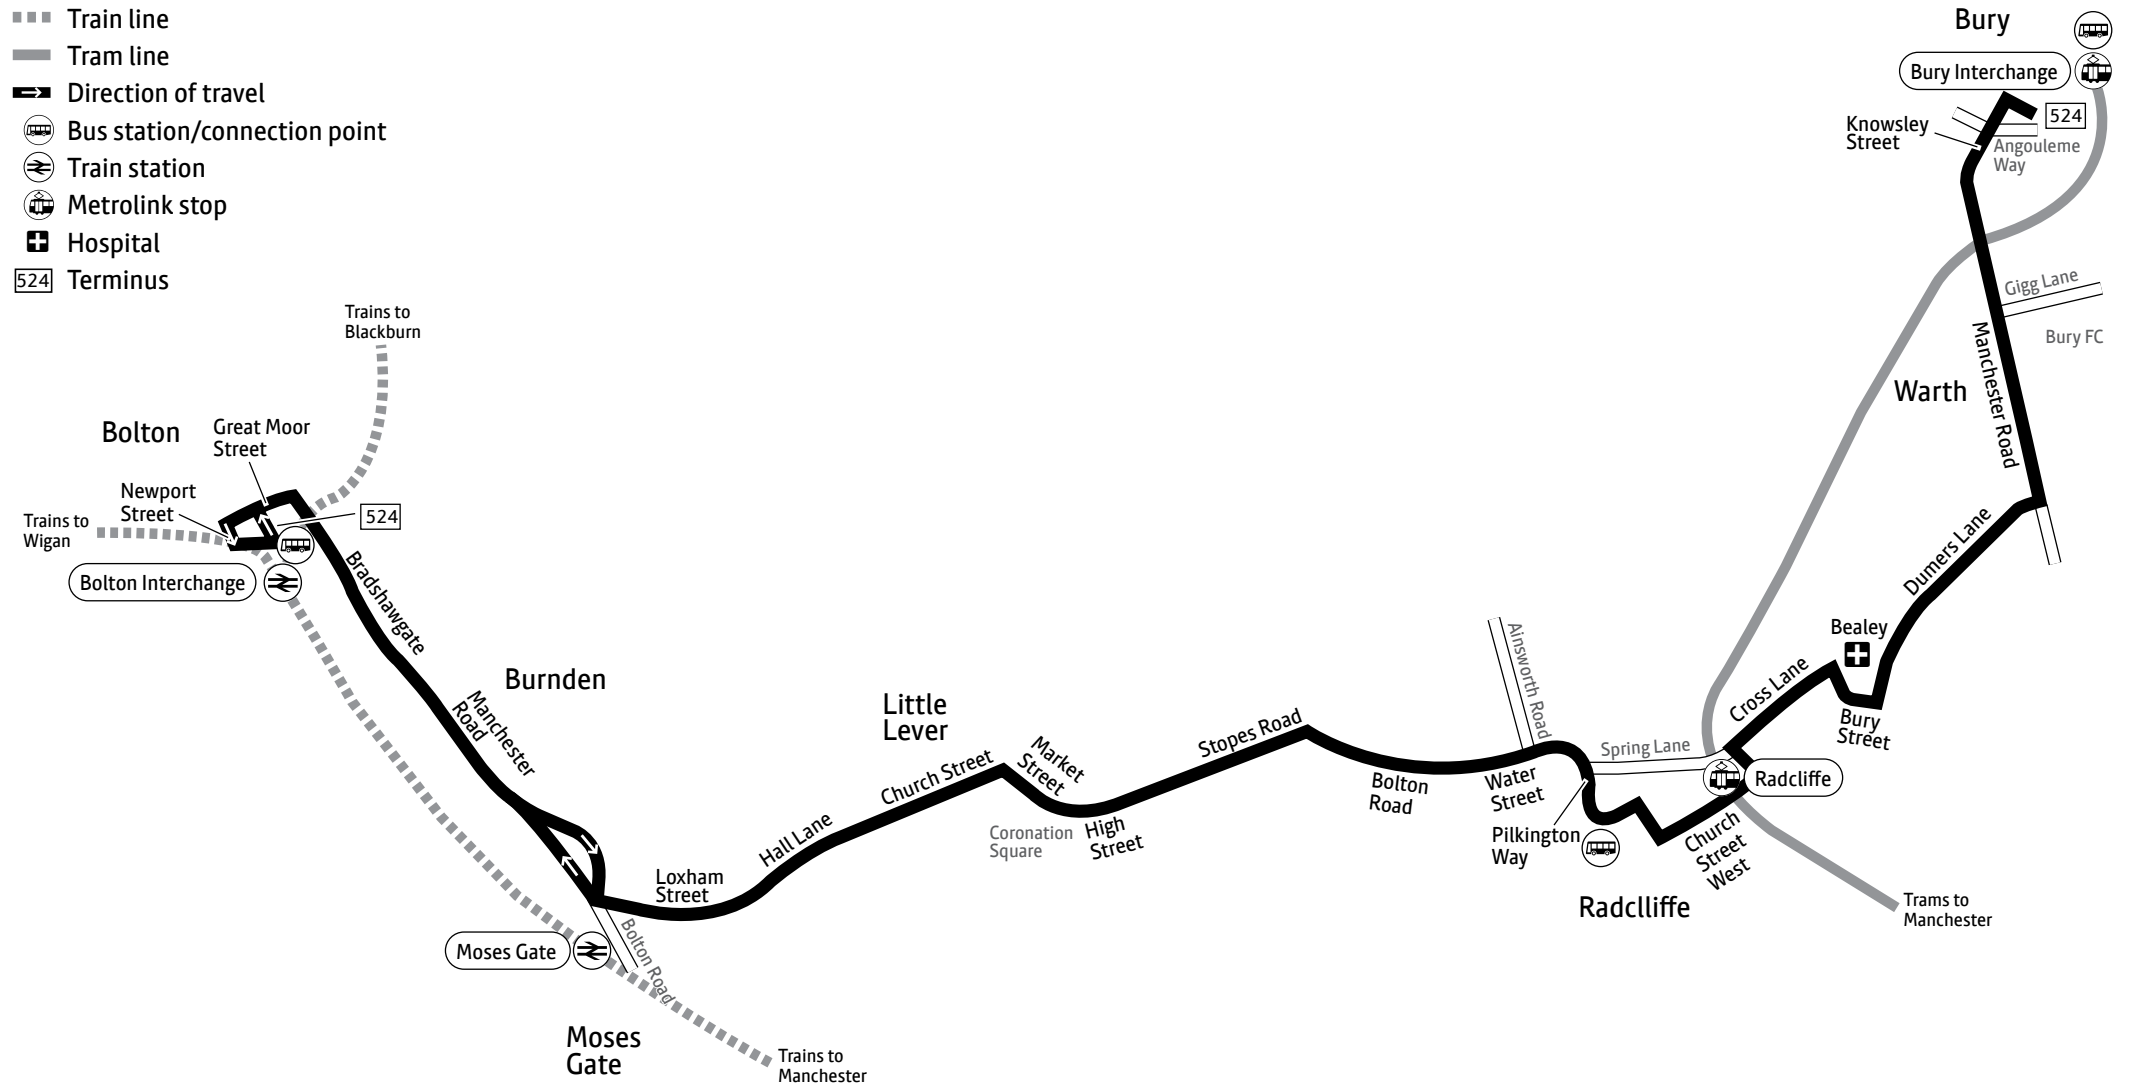 Train line
Tram line
Direction of travel
Bus station/connection point
Train station
Metrolink stop
Hospital
524 Terminus
Trains to
Blackburn
Bolton
Great Moor
Street
Newport
Street
Trains to
Wigan
524
Bolton Interchange
Bradshawgate
Burnden
Manchester
Road
Loxham
Street
Moses Gate
Bolton Road
Moses
Gate
Trains to
Manchester
Hall Lane
Little
Lever
Church Street
Market
Street
Coronation
Square
High
Street
Stopes Road
Bolton
Road
Ainsworth Road
Water
Street
Spring Lane
Pilkington
Way
Radclliffe
Church
Street
West
Radcliffe
Trams to
Manchester
Cross Lane
Bealey
Bury
Street
Dumers Lane
Warth
Manchester Road
Bury FC
Gigg Lane
Knowsley
Street
Angouleme
Way
524
Bury Interchange
Bury